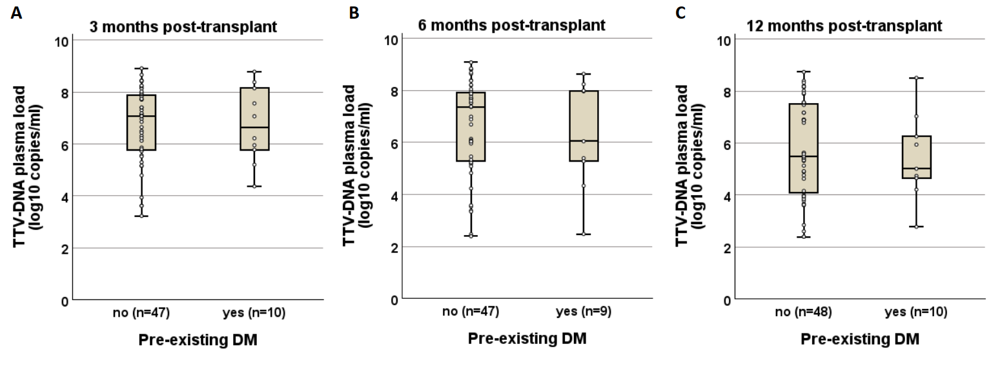 A
3 months post-transplant
TTV-DNA plasma load
(log10 copies/ml)
10
8
6
4
2
0
no (n=47)
yes (n=10)
Pre-existing DM
B
6 months post-transplant
TTV-DNA plasma load
(log10 copies/ml)
10
8
6
4
2
0
no (n=47)
yes (n=9)
Pre-existing DM
C
12 months post-transplant
TTV-DNA plasma load
(log10 copies/ml)
10
8
6
4
2
0
no (n=48)
yes (n=10)
Pre-existing DM